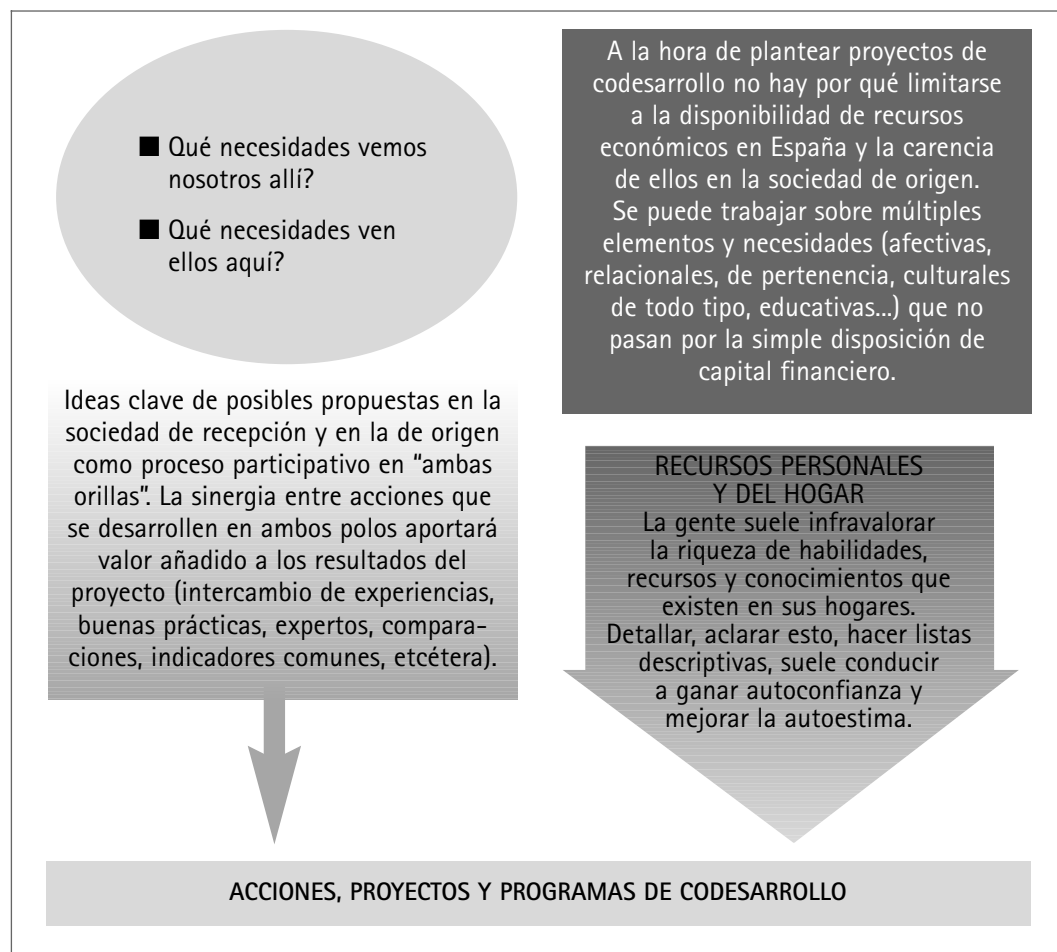 ■ Qué necesidades vemos
nosotros allí?
■ Qué necesidades ven
ellos aquí?
Ideas clave de posibles propuestas en la
sociedad de recepción y en la de origen
como proceso participativo en “ambas
orillas”. La sinergia entre acciones que
se desarrollen en ambos polos aportará
valor añadido a los resultados del
proyecto (intercambio de experiencias,
buenas prácticas, expertos, compara-
ciones, indicadores comunes, etcétera).
A la hora de plantear proyectos de
codesarrollo no hay por qué limitarse
a la disponibilidad de recursos
económicos en España y la carencia
de ellos en la sociedad de origen.
Se puede trabajar sobre múltiples
elementos y necesidades (afectivas,
relacionales, de pertenencia, culturales
de todo tipo, educativas...) que no
pasan por la simple disposición de
capital financiero.
RECURSOS PERSONALES
Y DEL HOGAR
La gente suele infravalorar
la riqueza de habilidades,
recursos y conocimientos que
existen en sus hogares.
Detallar, aclarar esto, hacer listas
descriptivas, suele conducir
a ganar autoconfianza y
mejorar la autoestima.
ACCIONES, PROYECTOS Y PROGRAMAS DE CODESARROLLO